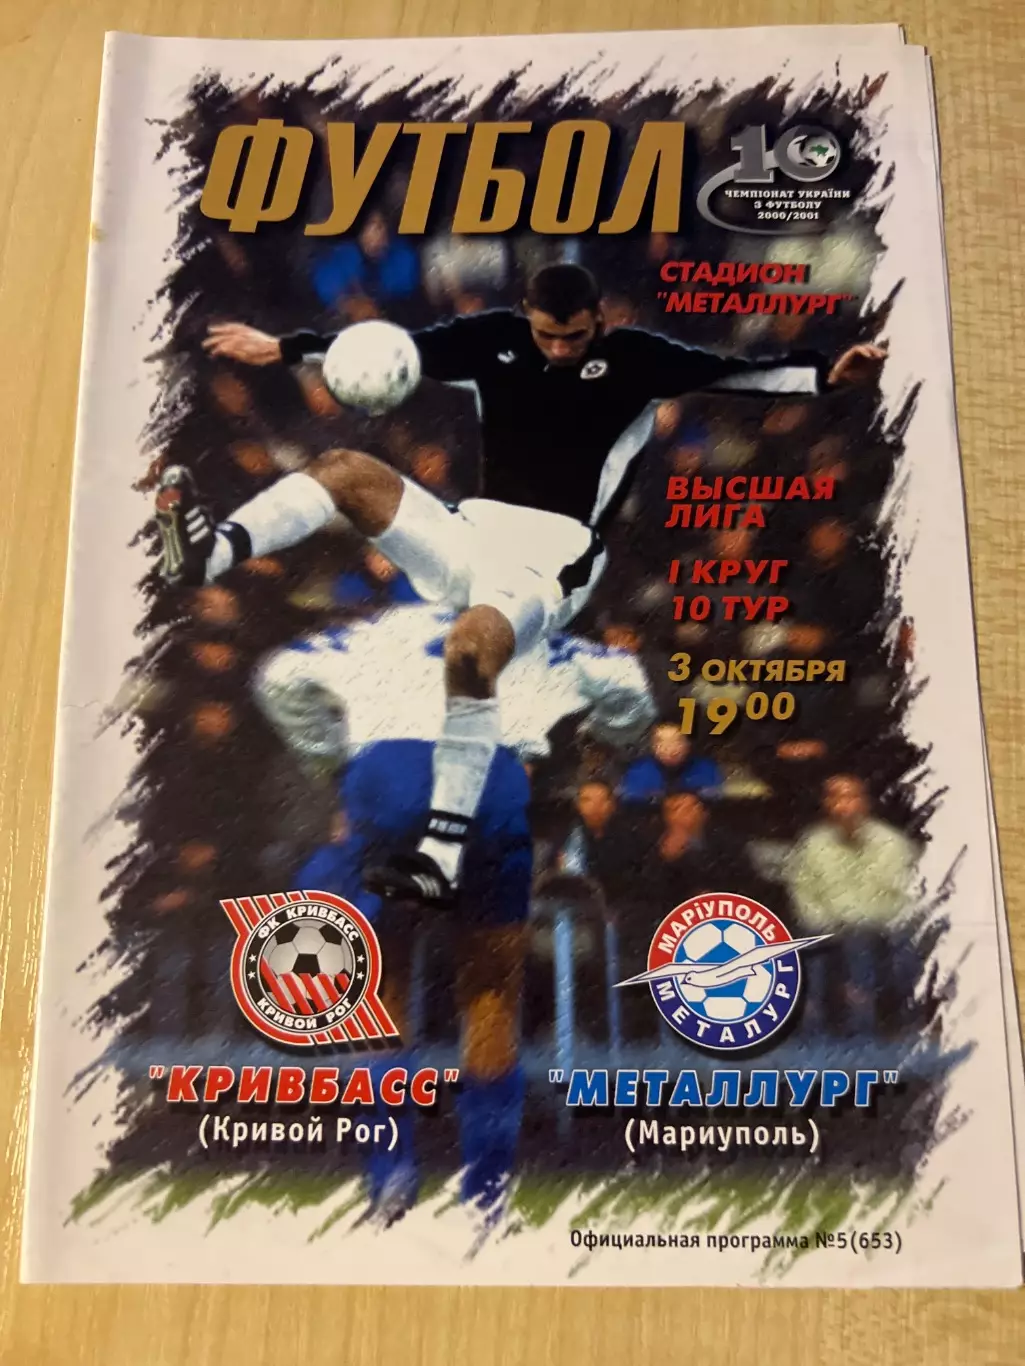 ФУТБОЛ
10
ЧЕМПІОНАТ УКРАЇНИ
З ФУТБОЛУ
2000/2001
СТАДИОН
"МЕТАЛЛУРГ"
ВЫСШАЯ
ЛИГА
I КРУГ
10 ТУР
3 ОКТЯБРЯ
19 00
ФК КРИВБАСС
КРИВОЙ РОГ
МАРіУПОЛЬ
МЕТАЛУРГ
"КРИВБАСС"
(Кривой Рог)
"МЕТАЛЛУРГ"
(Мариуполь)
Официальная программа №5(653)